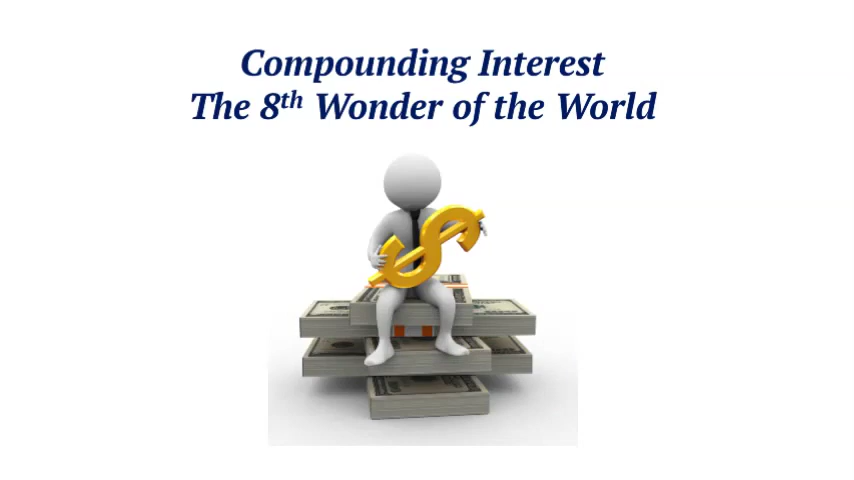 Compounding Interest
The 8th Wonder of the World